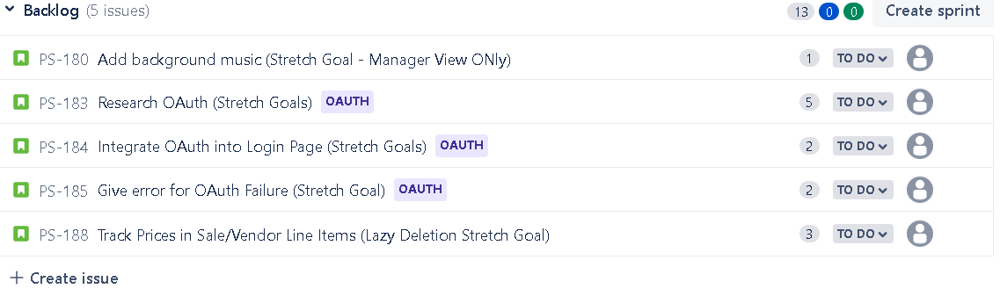 Backlog (5 issues) 13 0 0 Create sprint
PS-180 Add background music (Stretch Goal - Manager View ONly) 1 TO DO
PS-183 Research OAuth (Stretch Goals) OAUTH 5 TO DO
PS-184 Integrate OAuth into Login Page (Stretch Goals) OAUTH 2 TO DO
PS-185 Give error for OAuth Failure (Stretch Goal) OAUTH 2 TO DO
PS-188 Track Prices in Sale/Vendor Line Items (Lazy Deletion Stretch Goal) 3 TO DO
+ Create issue